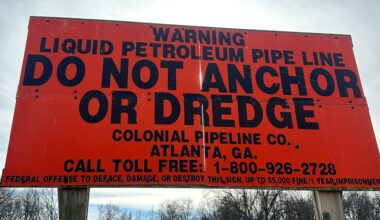 WARNING
LIQUID PETROLEUM PIPE LINE
DO NOT ANCHOR
OR DREDGE
COLONIAL PIPELINE CO.
ATLANTA, GA.
CALL TOLL FREE: 1-800-926-2728
FEDERAL OFFENSE TO DEFACE, DAMAGE, OR DESTROY THIS SIGN, UP TO $5,000 FINE/1 YEAR IMPRISONMENT